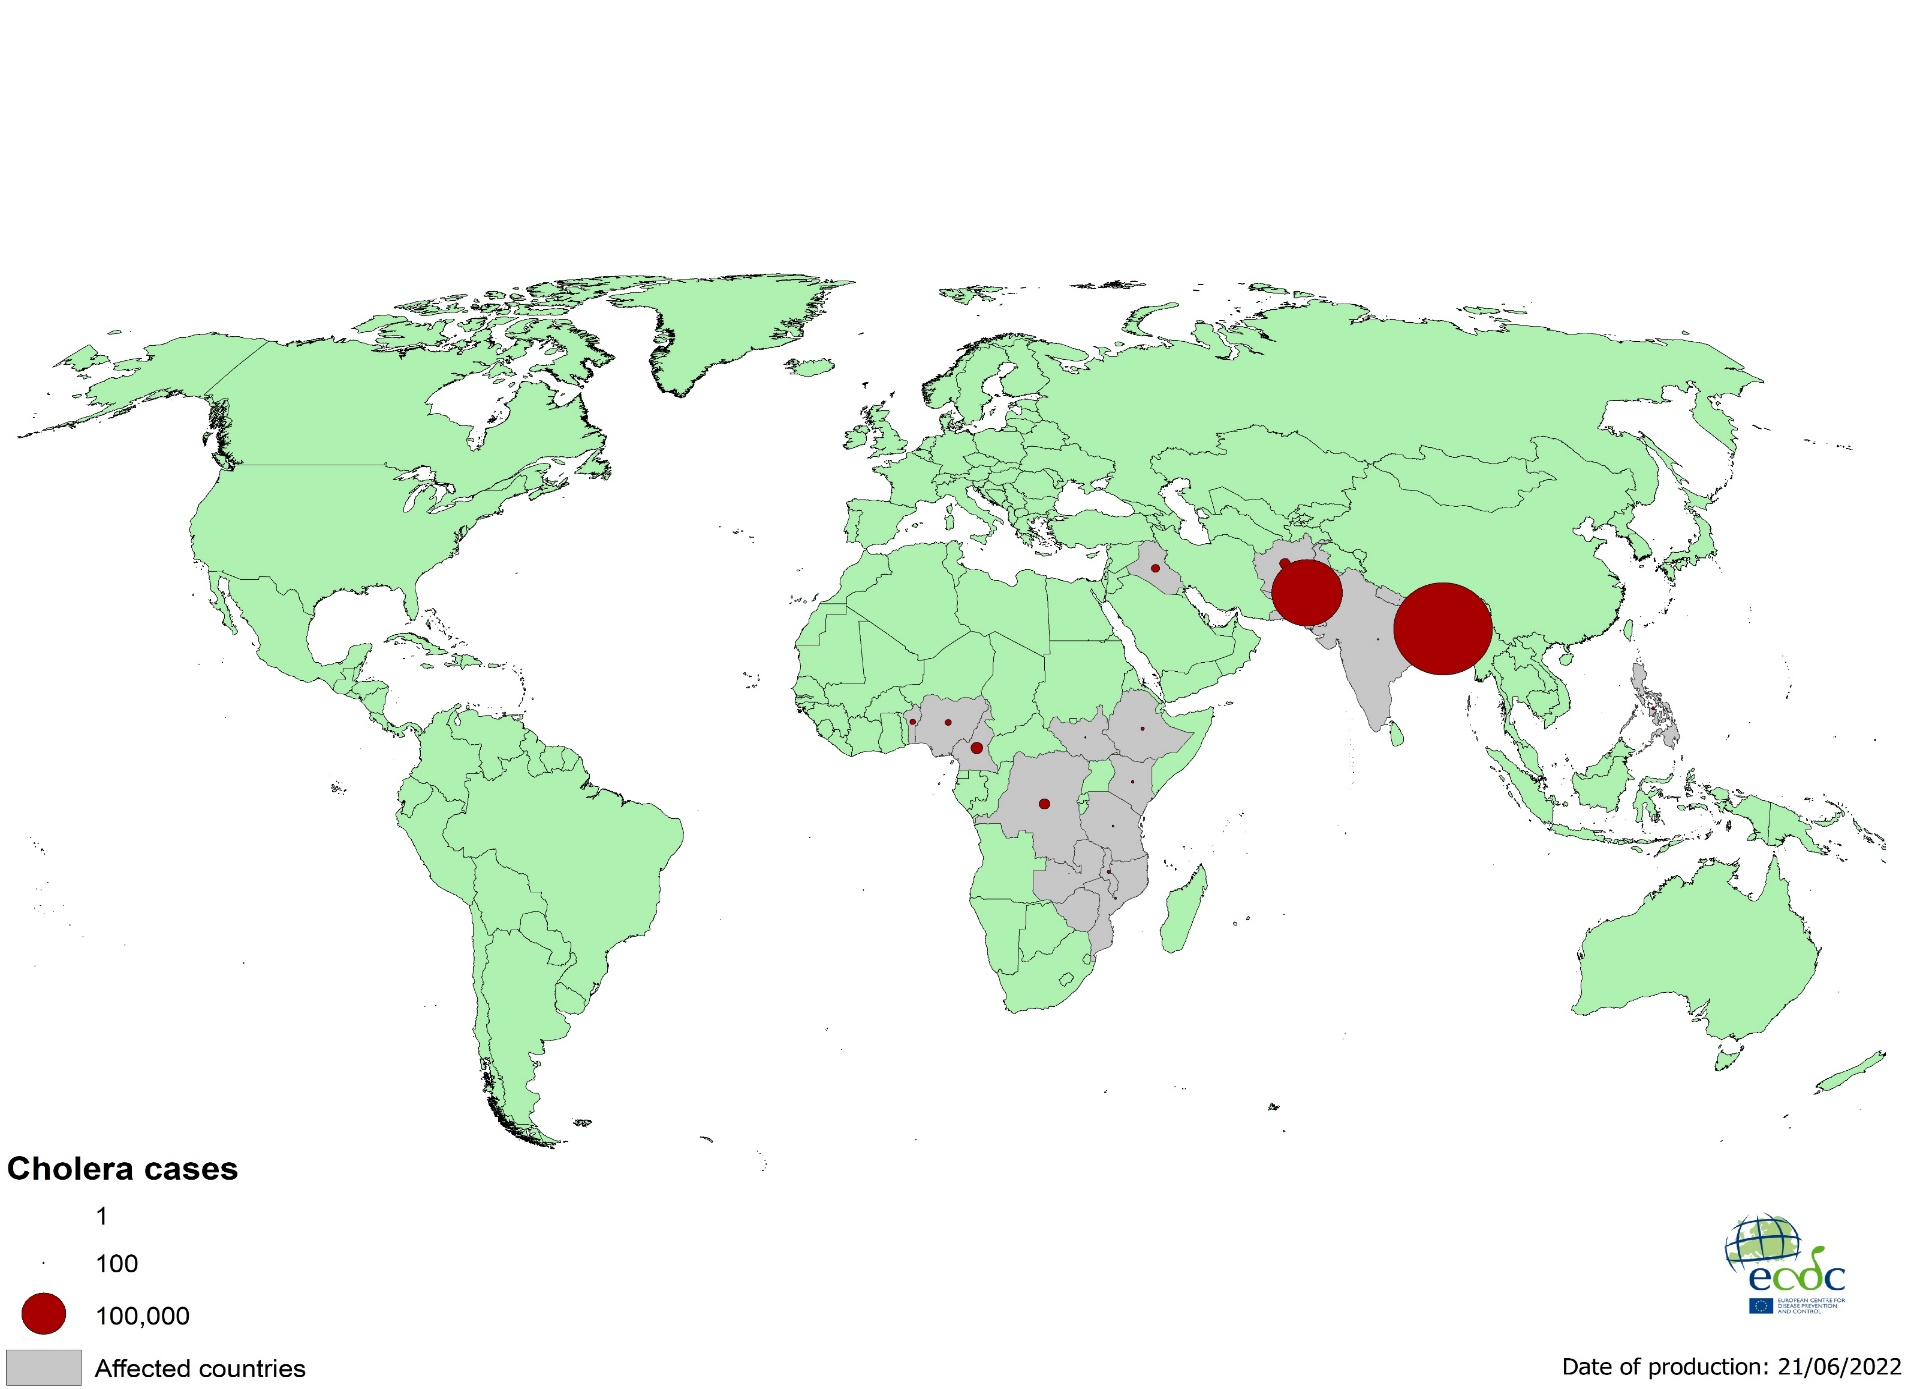 Cholera cases
1
100
100,000
Affected countries
ecdc
EUROPEAN CENTRE FOR
DISEASE PREVENTION
AND CONTROL
Date of production: 21/06/2022